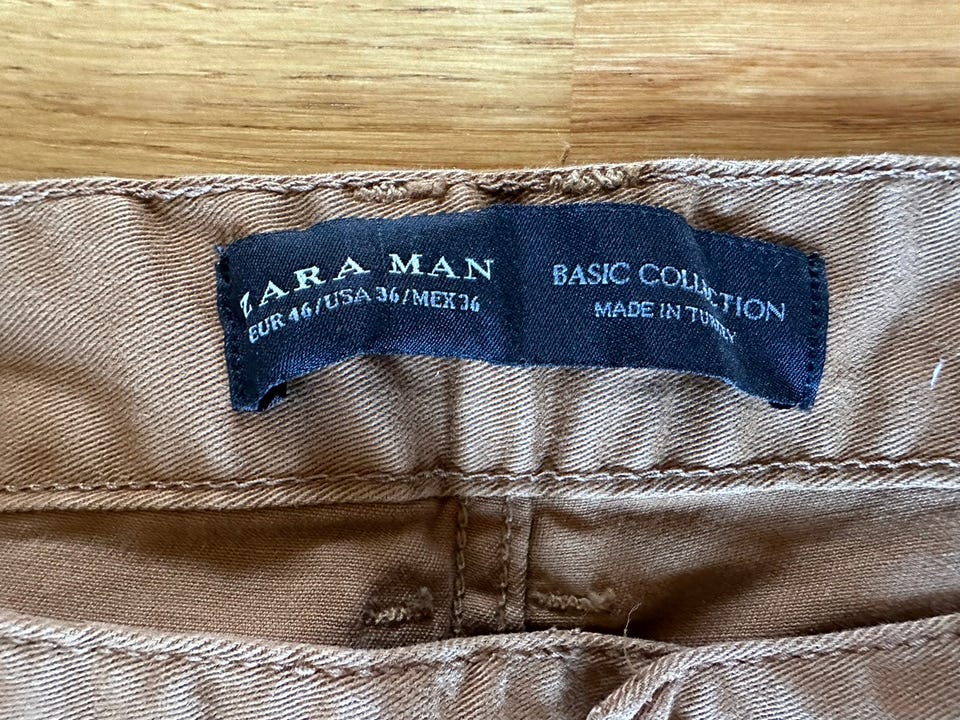 ZARA MAN
EUR 46/USA 36/MEX 36
BASIC COLLECTION
MADE IN TURKEY